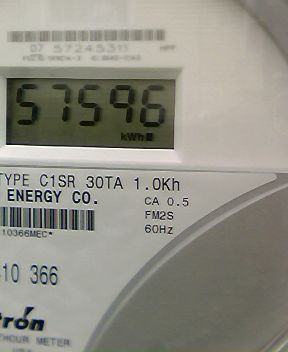 07 57245311
57596
kWh
TYPE C1SR 30TA 1.0Kh
ENERGY CO.
CA 0.5
FM2S
60Hz
10366MEC*
10 366
tron
HOUR METER